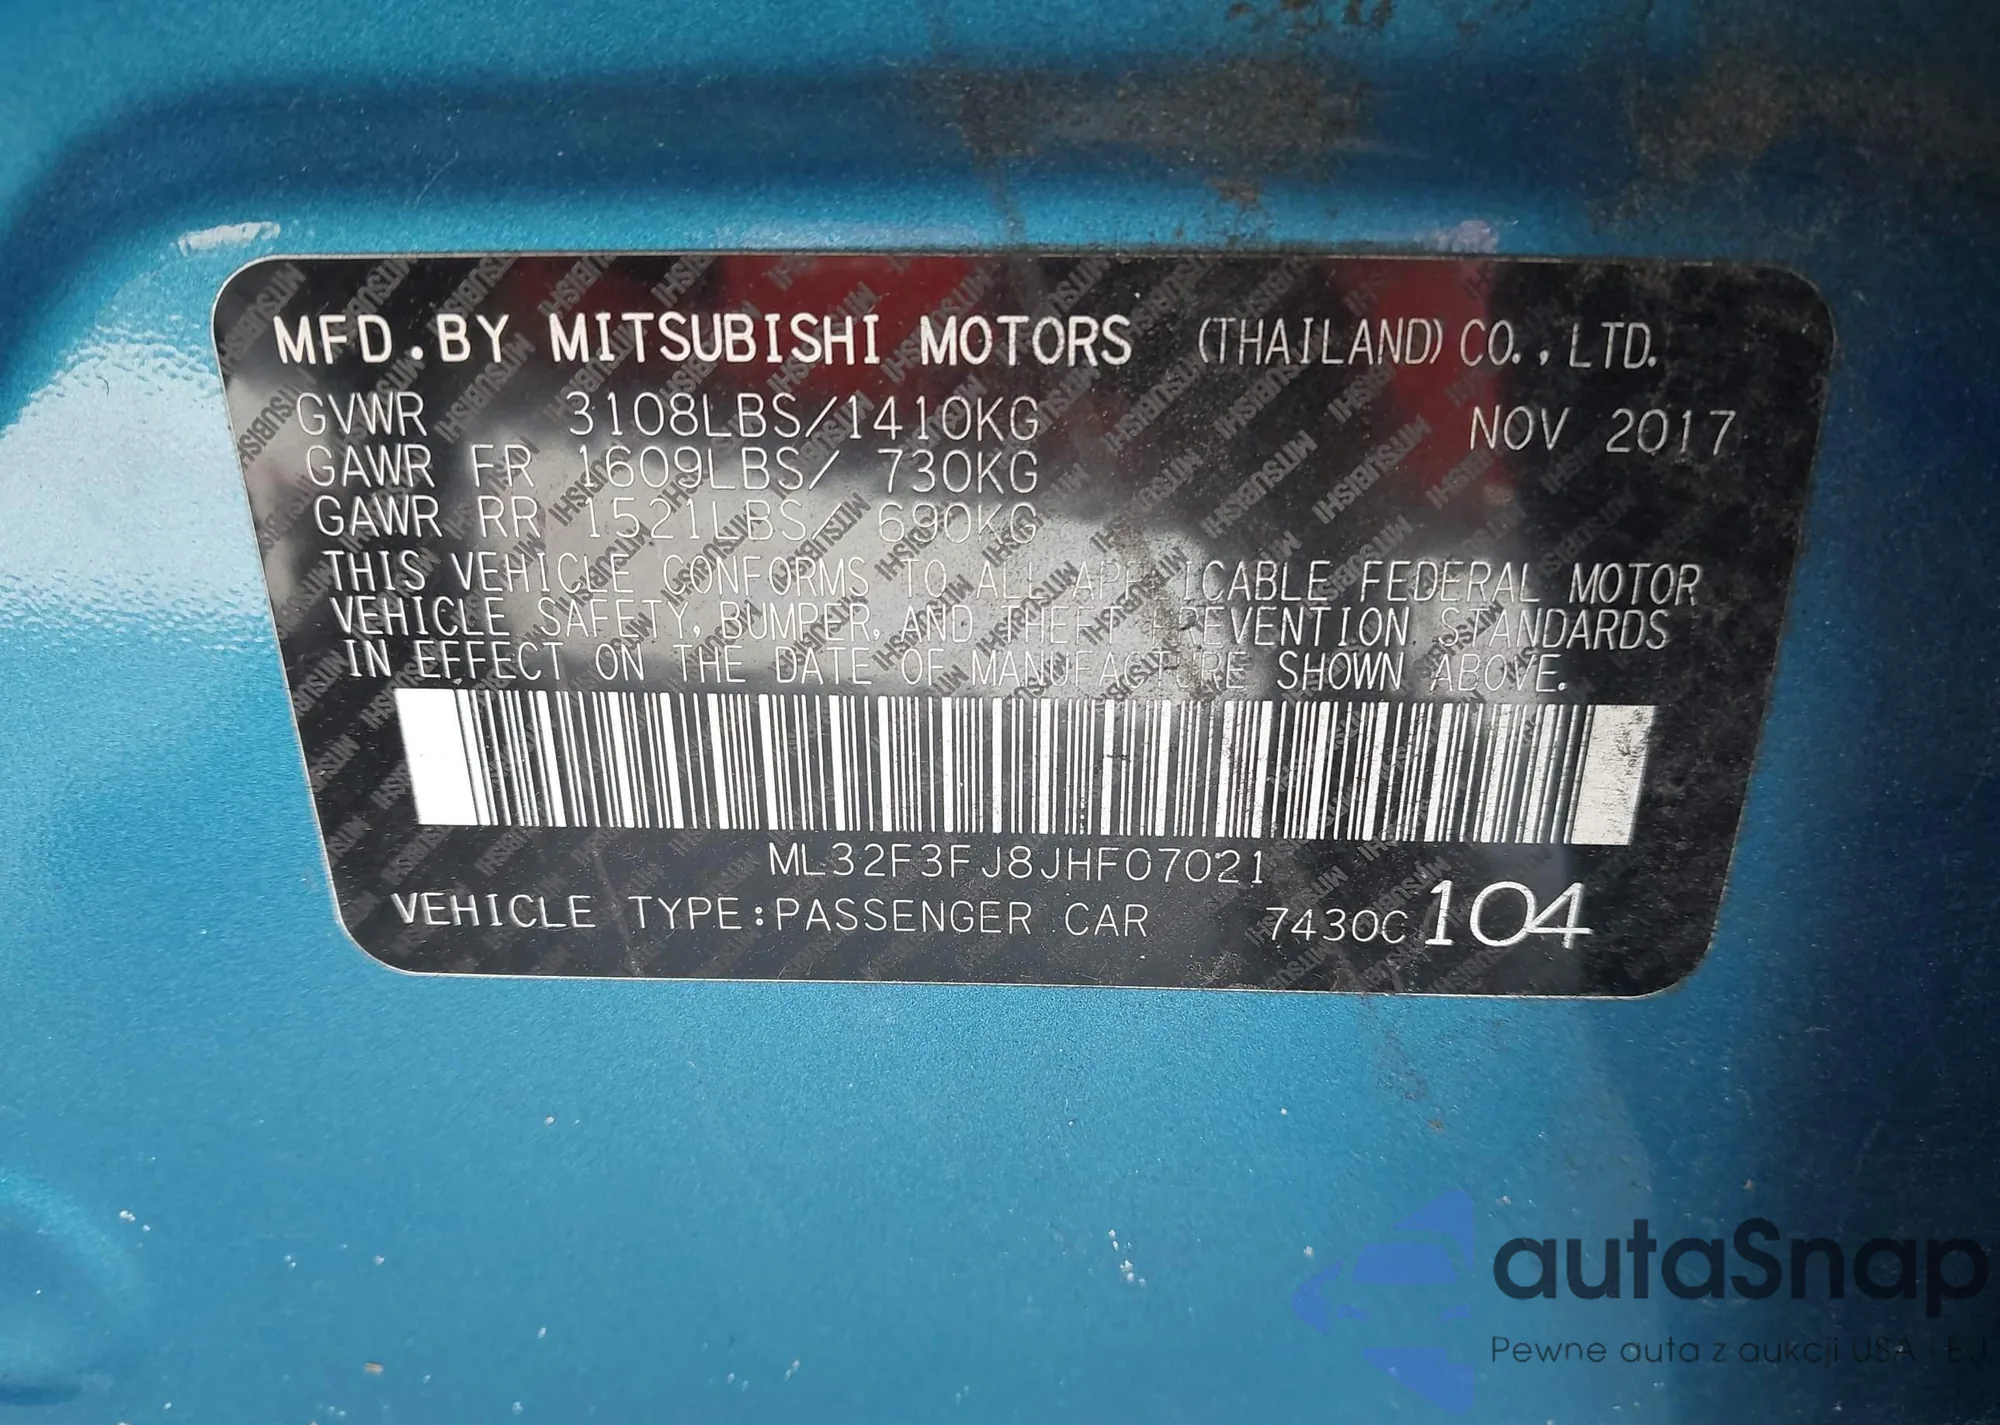 MFD.BY MITSUBISHI MOTORS (THAILAND) CO.,LTD.
GVWR 3108LBS/1410KG NOV 2017
GAWR FR 1609LBS/ 730KG
GAWR RR 1521LBS/ 690KG
THIS VEHICLE CONFORMS TO ALL APPLICABLE FEDERAL MOTOR
VEHICLE SAFETY, BUMPER, AND THEFT PREVENTION STANDARDS
IN EFFECT ON THE DATE OF MANUFACTURE SHOWN ABOVE.
ML32F3FJ8JHF07021
VEHICLE TYPE:PASSENGER CAR 7430C 104
autaSnap
Pewne auta z aukcji USA i EU